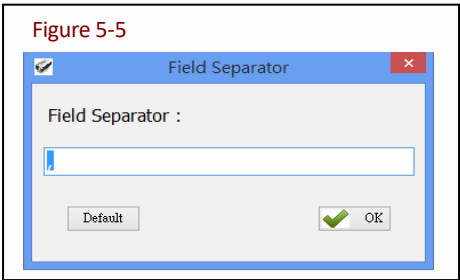 Figure 5-5
Field Separator
Field Separator :
,
Default
OK